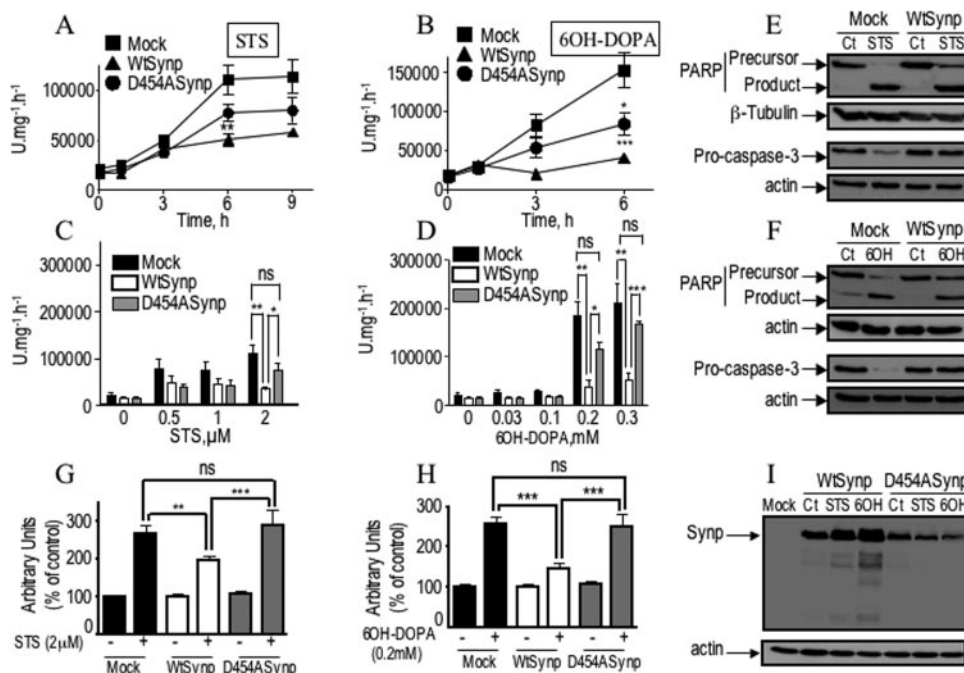 A
STS
Mock
WtSynp
D454ASynp
U.mg⁻¹.h⁻¹
100000
50000
0
**
0 3 6 9
Time, h
B
6OH-DOPA
Mock
WtSynp
D454ASynp
U.mg⁻¹.h⁻¹
150000
100000
50000
0
*
***
0 3 6
Time, h
C
Mock
WtSynp
D454ASynp
U.mg⁻¹.h⁻¹
300000
200000
100000
0
ns
** *
0 0.5 1 2
STS,µM
D
Mock
WtSynp
D454ASynp
U.mg⁻¹.h⁻¹
300000
200000
100000
0
ns ns
** * ** ***
0 0.03 0.1 0.2 0.3
6OH-DOPA,mM
E
Mock WtSynp
Ct STS Ct STS
PARP
Precursor
Product
β-Tubulin
Pro-caspase-3
actin
F
Mock WtSynp
Ct 6OH Ct 6OH
PARP
Precursor
Product
actin
Pro-caspase-3
actin
G
Arbitrary Units
(% of control)
300
200
100
0
ns
** ***
STS (2µM) - + - + - +
Mock WtSynp D454ASynp
H
Arbitrary Units
(% of control)
300
200
100
0
ns
*** ***
6OH-DOPA - + - + - +
(0.2mM)
Mock WtSynp D454ASynp
I
WtSynp D454ASynp
Mock Ct STS 6OH Ct STS 6OH
Synp
actin